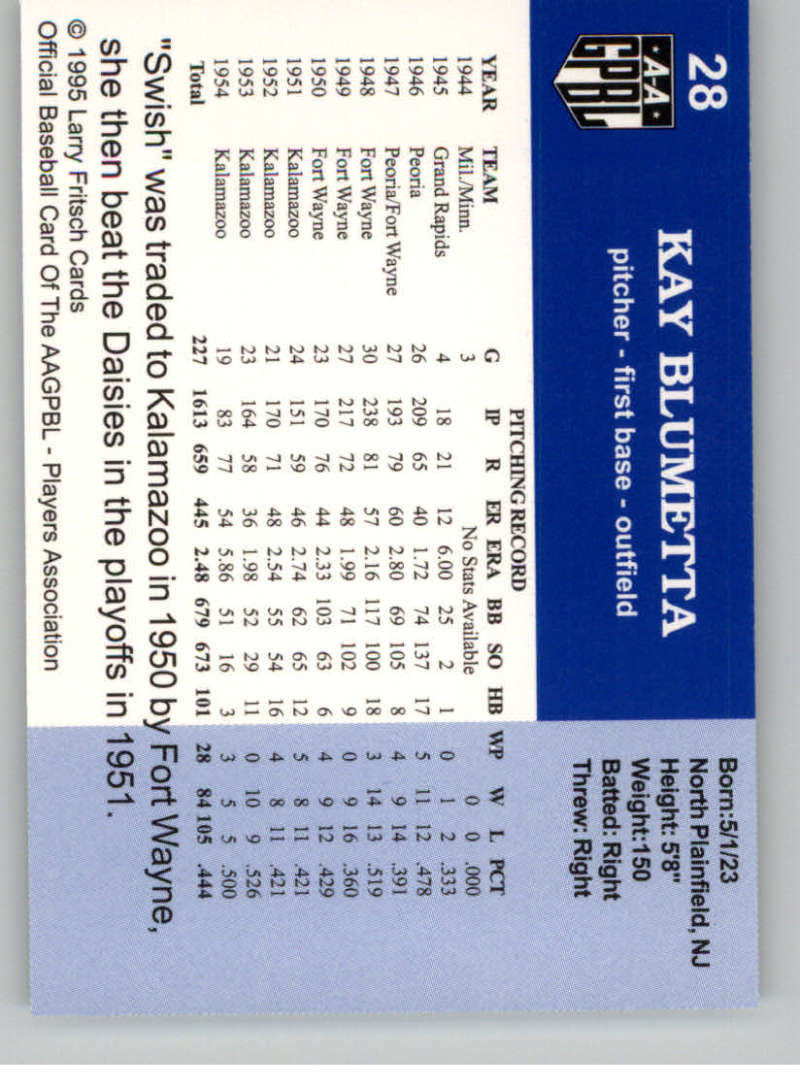 28
A-A
GPBL
KAY BLUMETTA
pitcher - first base - outfield
Born:5/1/23
North Plainfield, NJ
Height: 5'8"
Weight:150
Batted: Right
Threw: Right
PITCHING RECORD
YEAR TEAM G IP R ER ERA BB SO HB WP W L PCT
1944 Mil./Minn. 3 No Stats Available 0 0 .000
1945 Grand Rapids 4 18 21 12 6.00 25 2 1 0 1 2 .333
1946 Peoria 26 209 65 40 1.72 74 137 17 5 11 12 .478
1947 Peoria/Fort Wayne 27 193 79 60 2.80 69 105 8 4 9 14 .391
1948 Fort Wayne 30 238 81 57 2.16 117 100 18 3 14 13 .519
1949 Fort Wayne 27 217 72 48 1.99 71 102 9 0 9 16 .360
1950 Fort Wayne 23 170 76 44 2.33 103 63 6 4 9 12 .429
1951 Kalamazoo 24 151 59 46 2.74 62 65 12 5 8 11 .421
1952 Kalamazoo 21 170 71 48 2.54 55 54 16 4 8 11 .421
1953 Kalamazoo 23 164 58 36 1.98 52 29 11 0 10 9 .526
1954 Kalamazoo 19 83 77 54 5.86 51 16 3 3 5 5 .500
Total 227 1613 659 445 2.48 679 673 101 28 84 105 .444
"Swish" was traded to Kalamazoo in 1950 by Fort Wayne,
she then beat the Daisies in the playoffs in 1951.
© 1995 Larry Fritsch Cards
Official Baseball Card Of The AAGPBL - Players Association